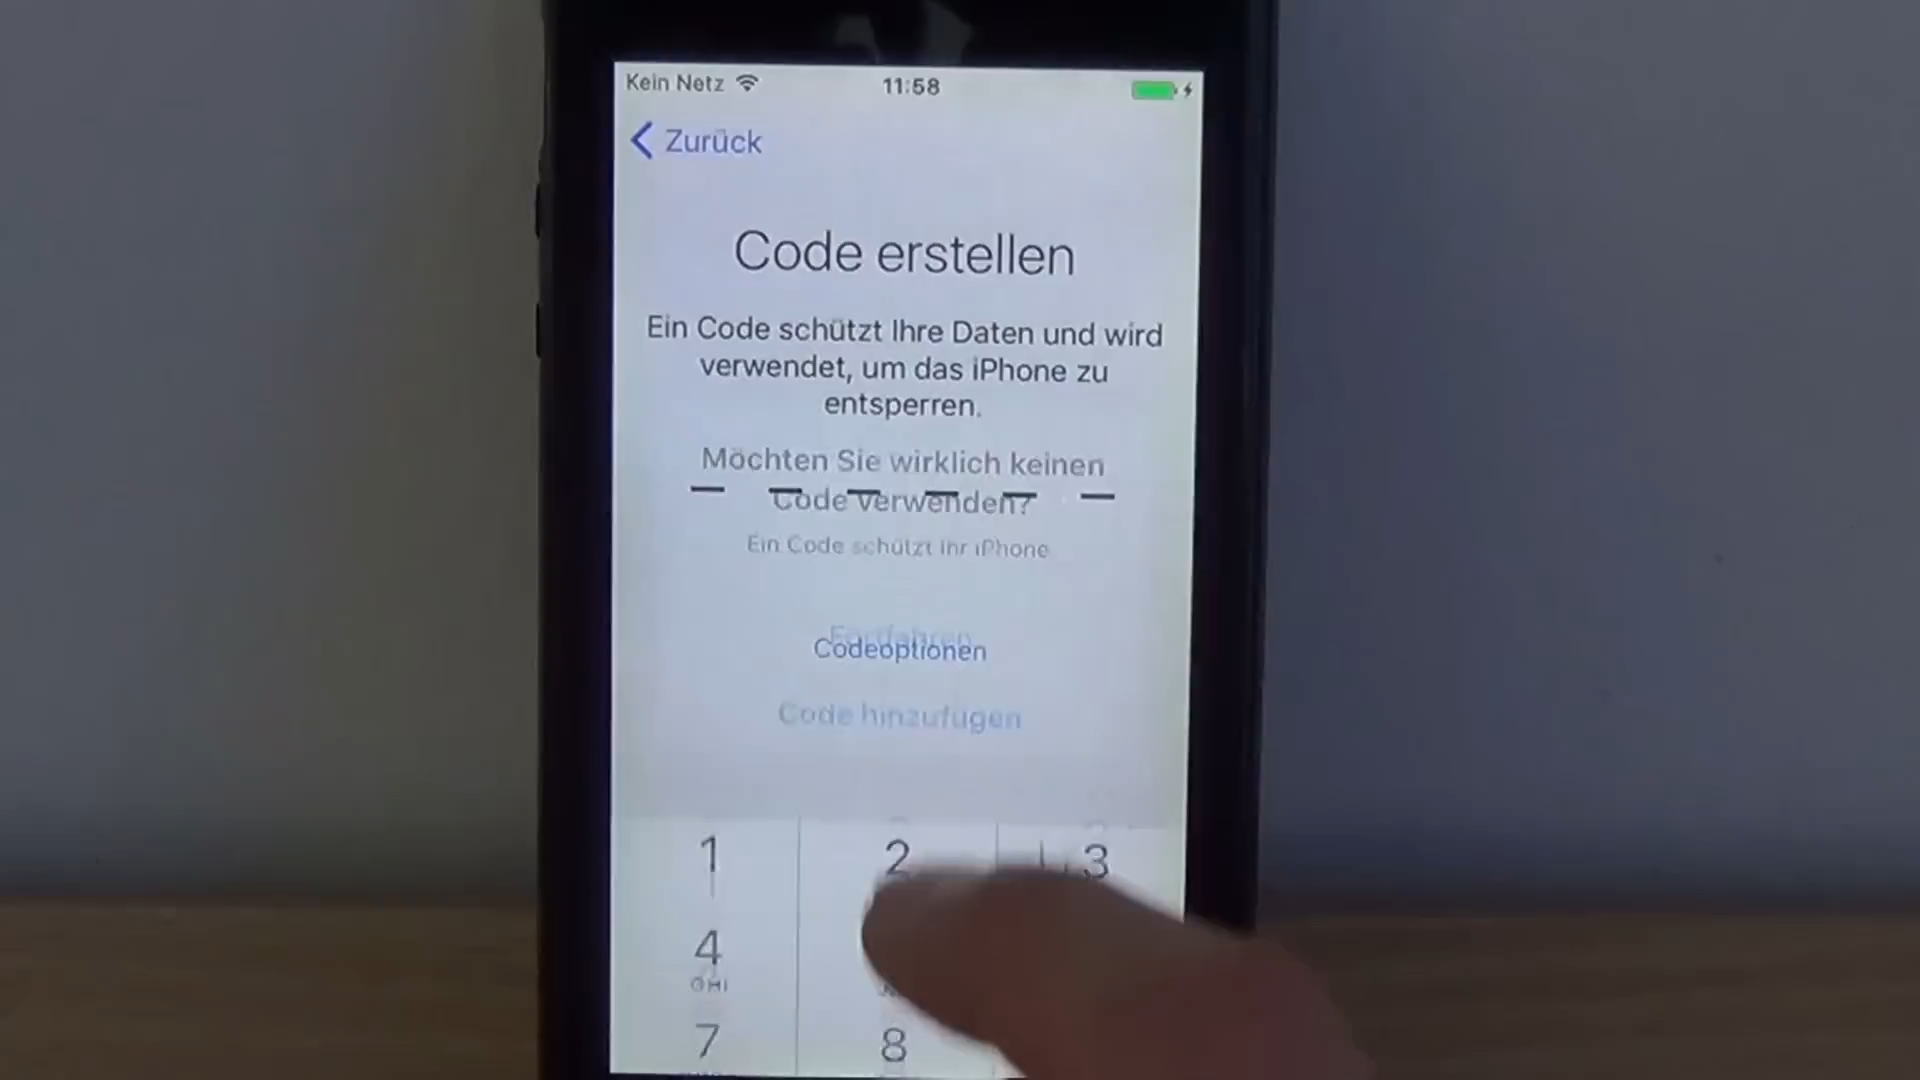 Kein Netz
11:58
Zurück
Code erstellen
Ein Code schützt Ihre Daten und wird
verwendet, um das iPhone zu
entsperren.
Möchten Sie wirklich keinen
Code verwenden?
Ein Code schützt Ihr iPhone
Fortfahren
Codeoptionen
Code hinzufügen
1 2 3
4
GHI
7 8